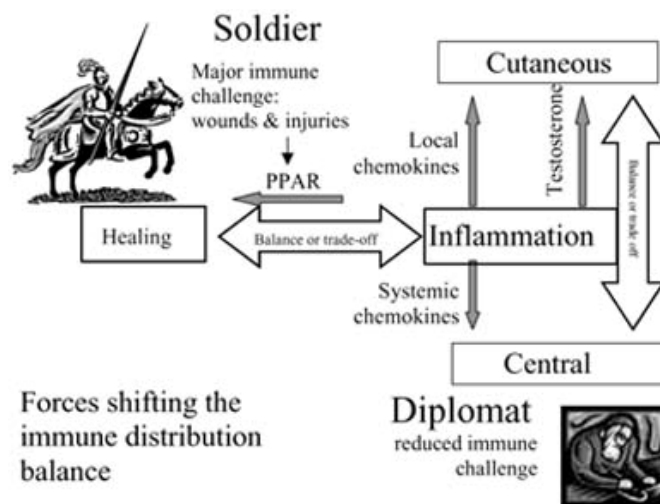 Soldier
Major immune
challenge:
wounds & injuries
PPAR
Healing
Balance or trade-off
Inflammation
Cutaneous
Local
chemokines
Testosterone
Balance or trade off
Systemic
chemokines
Central
Diplomat
reduced immune
challenge
Forces shifting the
immune distribution
balance